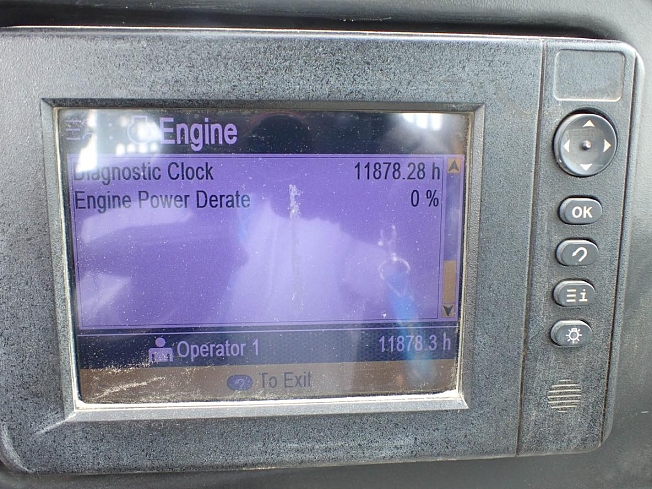 Engine
Diagnostic Clock 11878.28 h
Engine Power Derate 0 %
Operator 1 11878.3 h
To Exit
OK
i